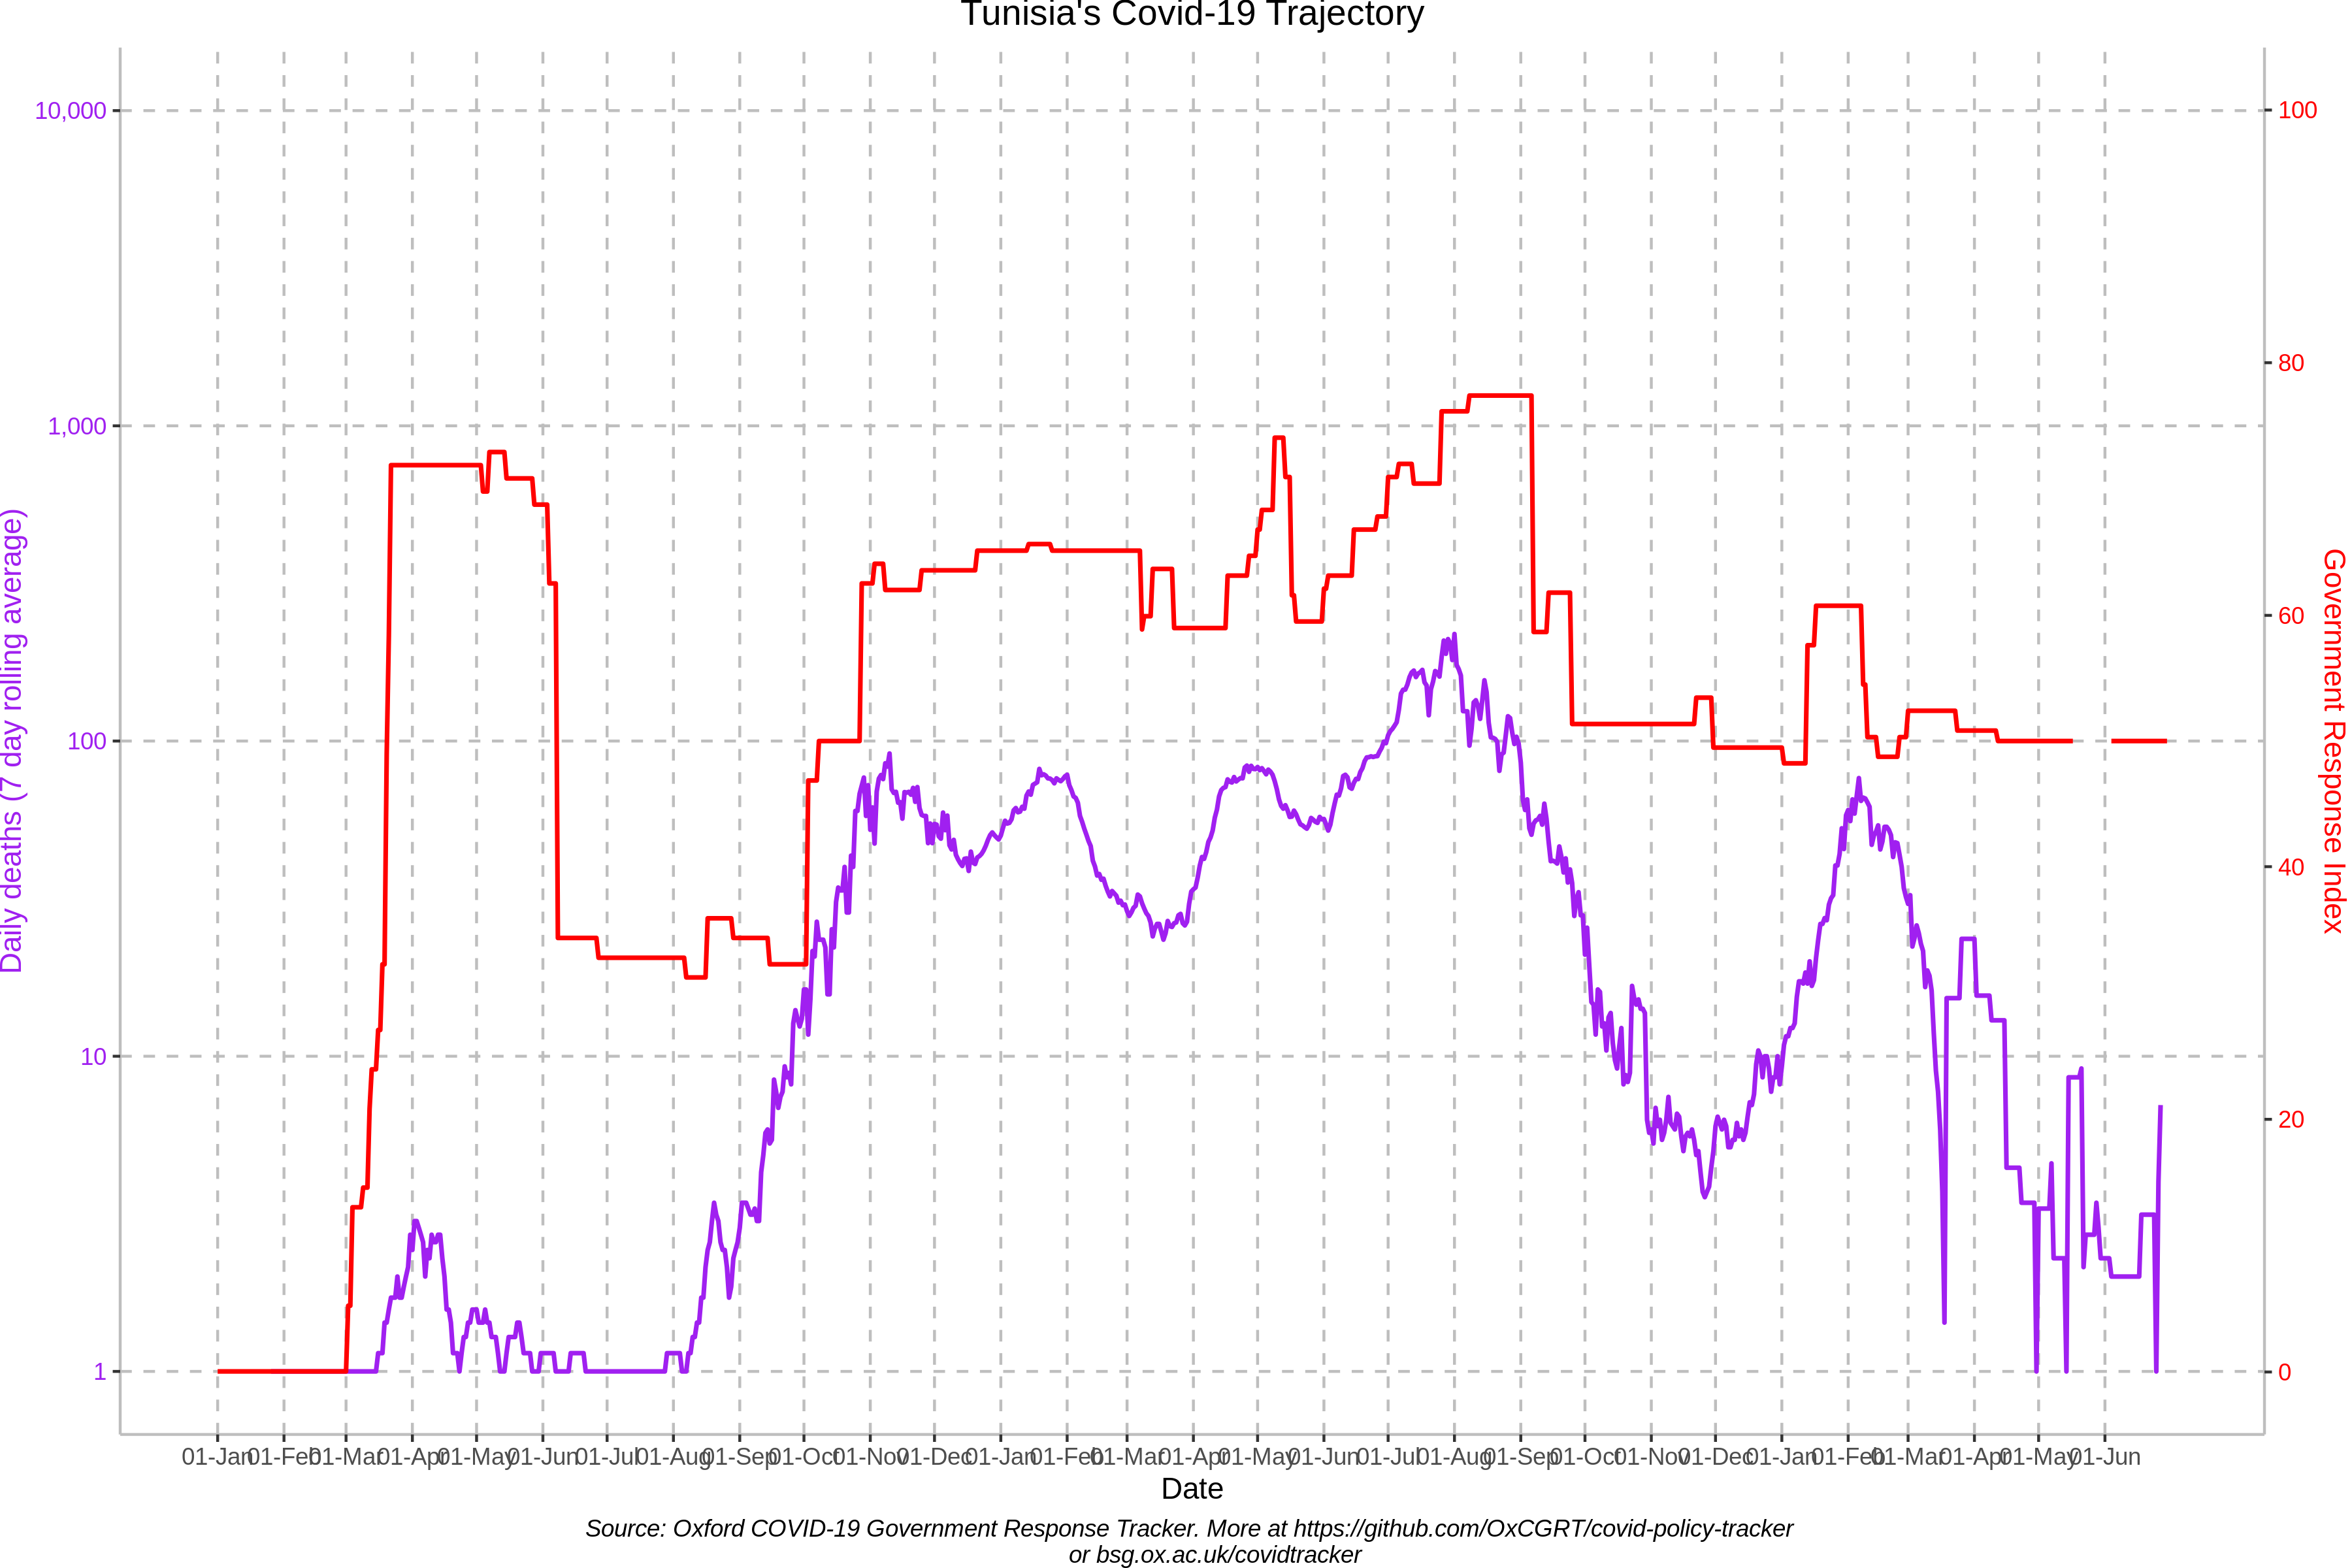 Tunisia's Covid-19 Trajectory
10,000
1,000
100
10
1
Daily deaths (7 day rolling average)
100
80
60
40
20
0
Government Response Index
01-Jan 01-Feb 01-Mar 01-Apr 01-May 01-Jun 01-Jul 01-Aug 01-Sep 01-Oct 01-Nov 01-Dec 01-Jan 01-Feb 01-Mar 01-Apr 01-May 01-Jun 01-Jul 01-Aug 01-Sep 01-Oct 01-Nov 01-Dec 01-Jan 01-Feb 01-Mar 01-Apr 01-May 01-Jun
Date
Source: Oxford COVID-19 Government Response Tracker. More at https://github.com/OxCGRT/covid-policy-tracker
or bsg.ox.ac.uk/covidtracker